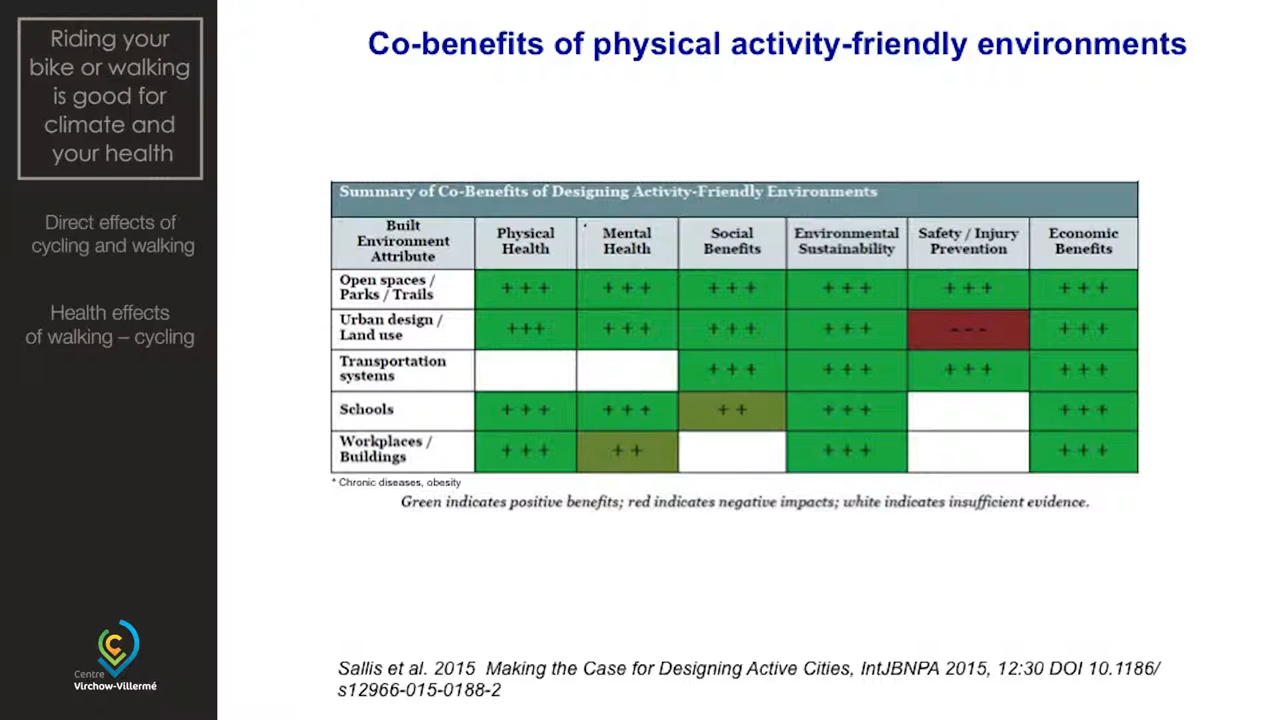 Riding your
bike or walking
is good for
climate and
your health
Direct effects of
cycling and walking
Health effects
of walking – cycling
Centre
Virchow-Villermé
Co-benefits of physical activity-friendly environments
Summary of Co-Benefits of Designing Activity-Friendly Environments
Built
Environment
Attribute
Physical
Health
Mental
Health
Social
Benefits
Environmental
Sustainability
Safety / Injury
Prevention
Economic
Benefits
Open spaces /
Parks / Trails
+ + +
+ + +
+ + +
+ + +
+ + +
+ + +
Urban design /
Land use
+++
+ + +
+ + +
+ + +
- - -
+ + +
Transportation
systems
+ + +
+ + +
+ + +
+ + +
Schools
+ + +
+ + +
+ +
+ + +
+ + +
Workplaces /
Buildings
+ + +
+ +
+ + +
+ + +
* Chronic diseases, obesity
Green indicates positive benefits; red indicates negative impacts; white indicates insufficient evidence.
Sallis et al. 2015 Making the Case for Designing Active Cities, IntJBNPA 2015, 12:30 DOI 10.1186/
s12966-015-0188-2